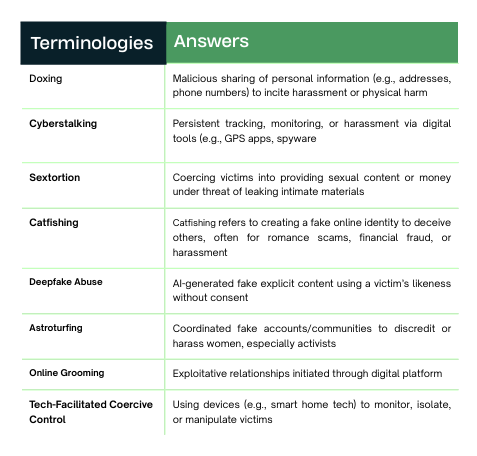 Terminologies Answers
Doxing
Malicious sharing of personal information (e.g., addresses,
phone numbers) to incite harassment or physical harm
Cyberstalking
Persistent tracking, monitoring, or harassment via digital
tools (e.g., GPS apps, spyware
Sextortion
Coercing victims into providing sexual content or money
under threat of leaking intimate materials
Catfishing
Catfishing refers to creating a fake online identity to deceive
others, often for romance scams, financial fraud, or
harassment
Deepfake Abuse
AI-generated fake explicit content using a victim's likeness
without consent
Astroturfing
Coordinated fake accounts/communities to discredit or
harass women, especially activists
Online Grooming
Exploitative relationships initiated through digital platform
Tech-Facilitated Coercive
Control
Using devices (e.g., smart home tech) to monitor, isolate,
or manipulate victims